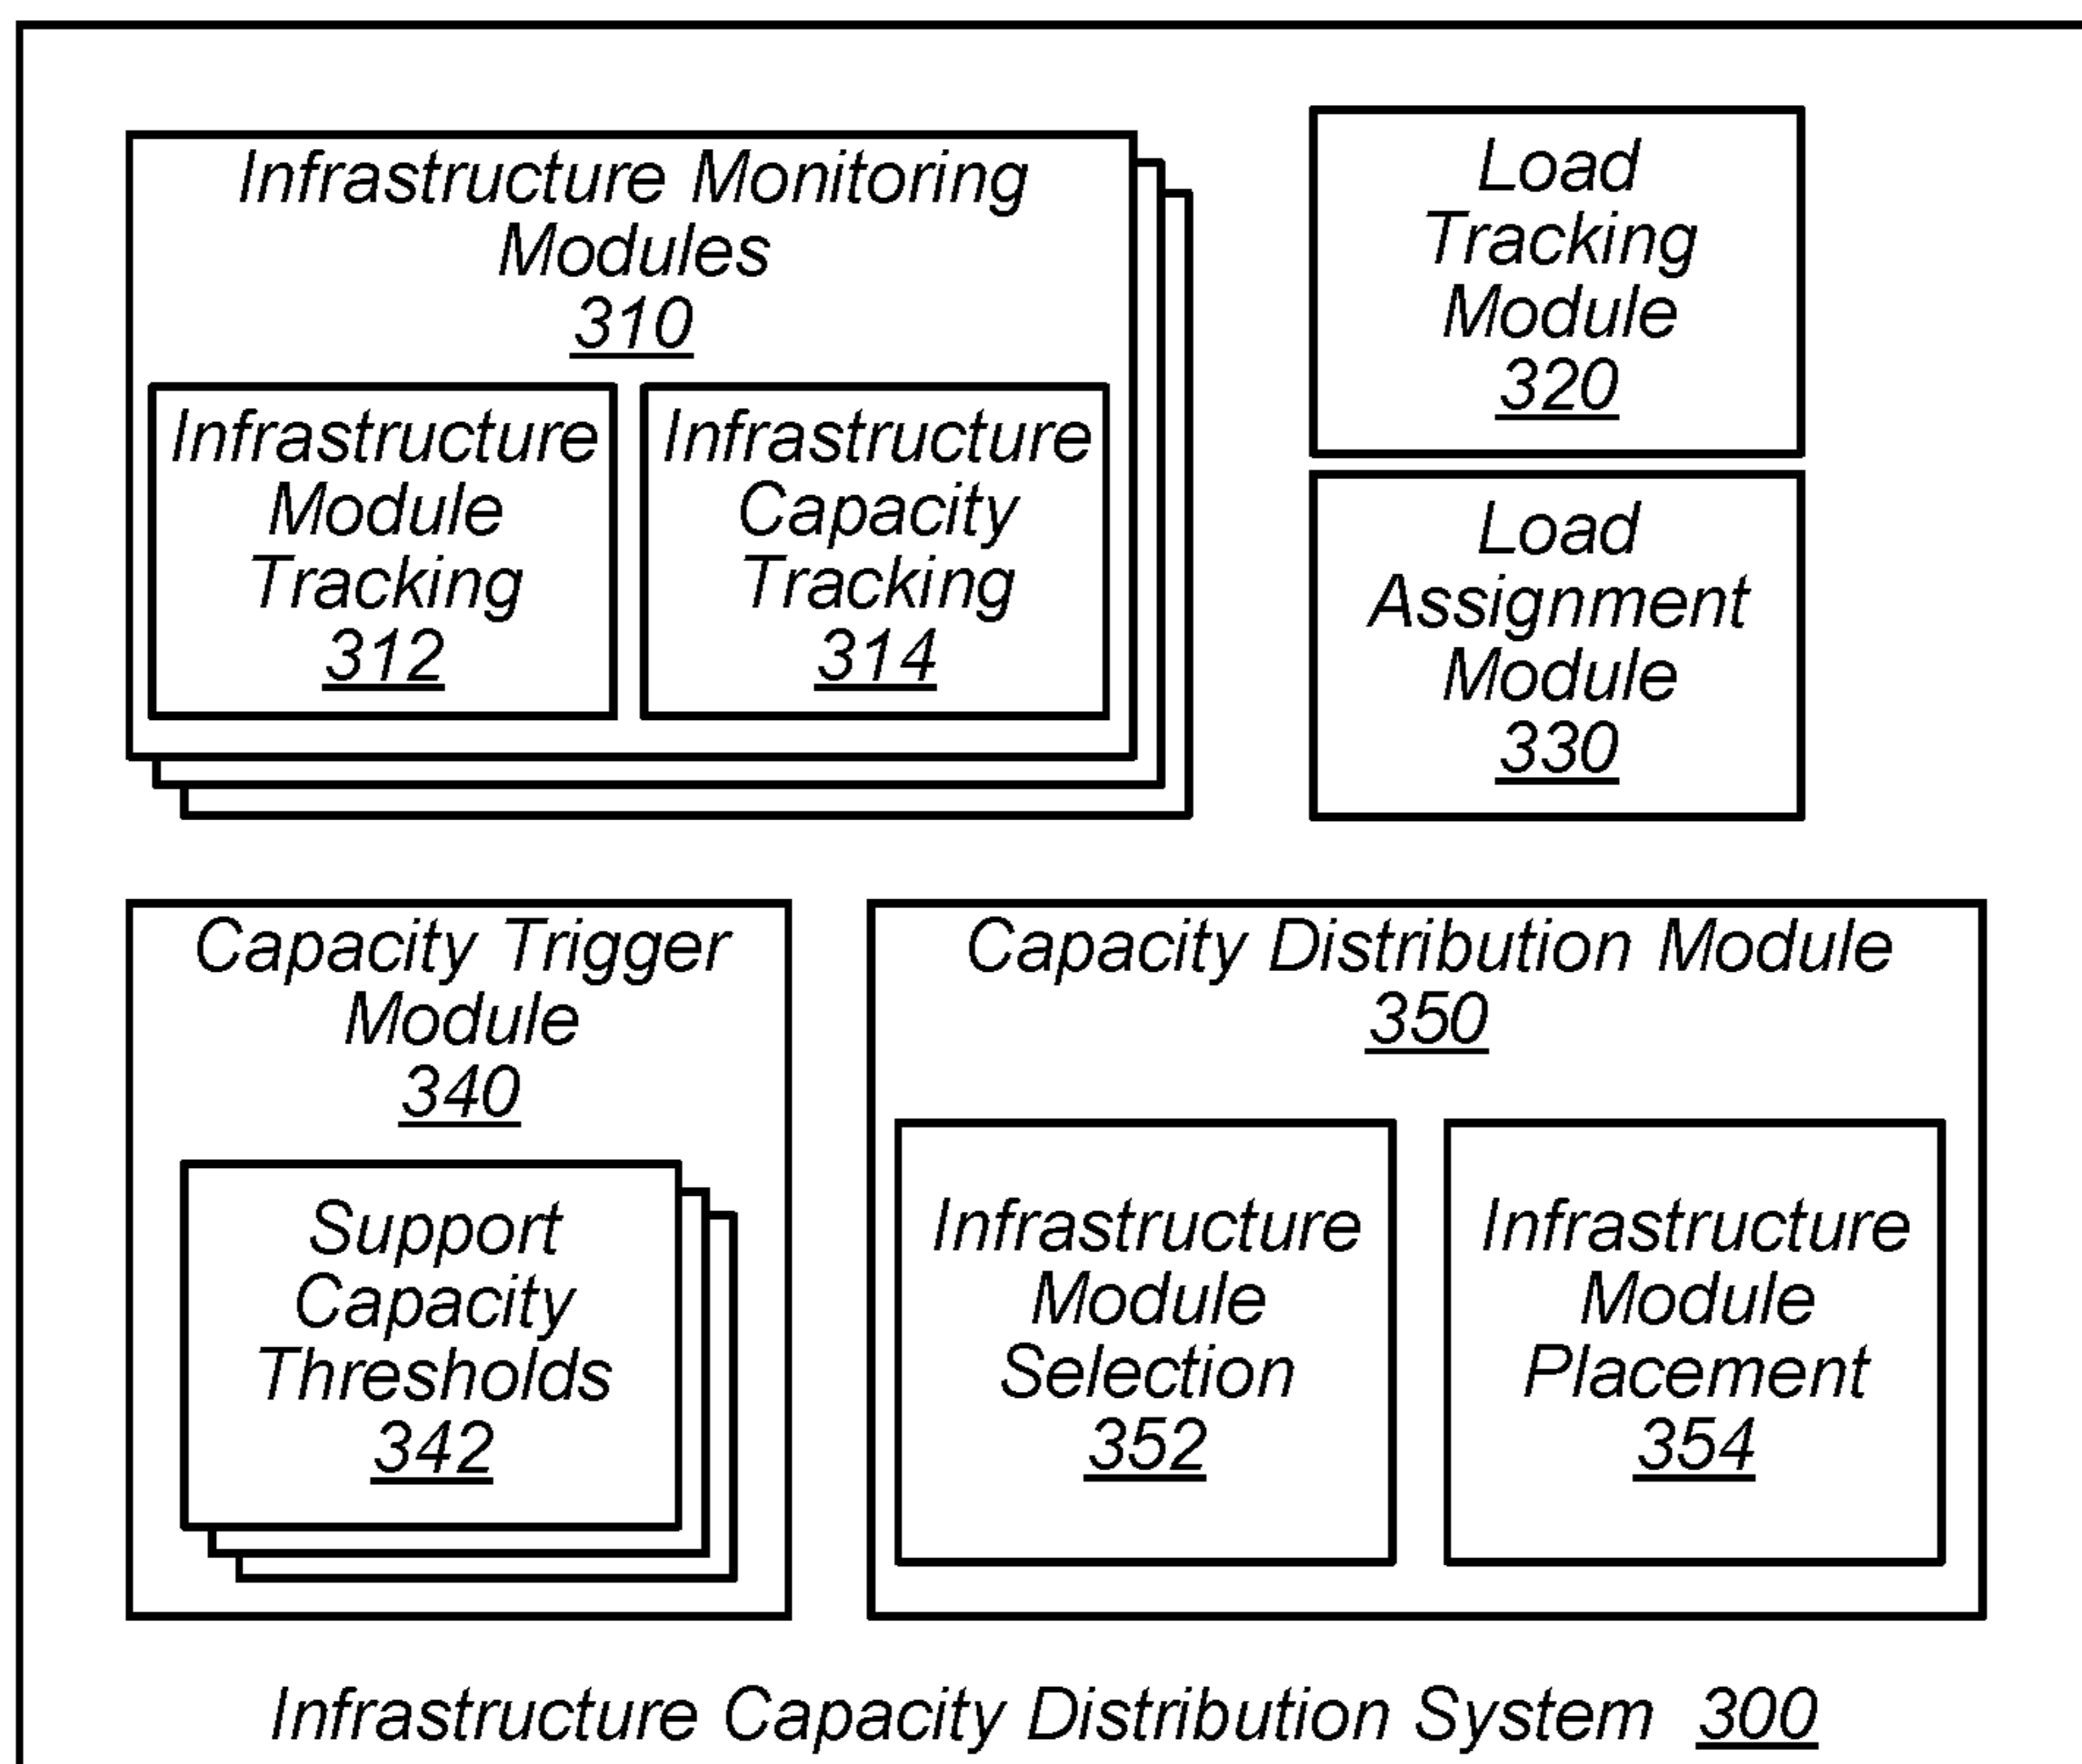 Infrastructure Monitoring
Modules
310
Infrastructure
Module
Tracking
312
Infrastructure
Capacity
Tracking
314
Load
Tracking
Module
320
Load
Assignment
Module
330
Capacity Trigger
Module
340
Support
Capacity
Thresholds
342
Capacity Distribution Module
350
Infrastructure
Module
Selection
352
Infrastructure
Module
Placement
354
Infrastructure Capacity Distribution System 300